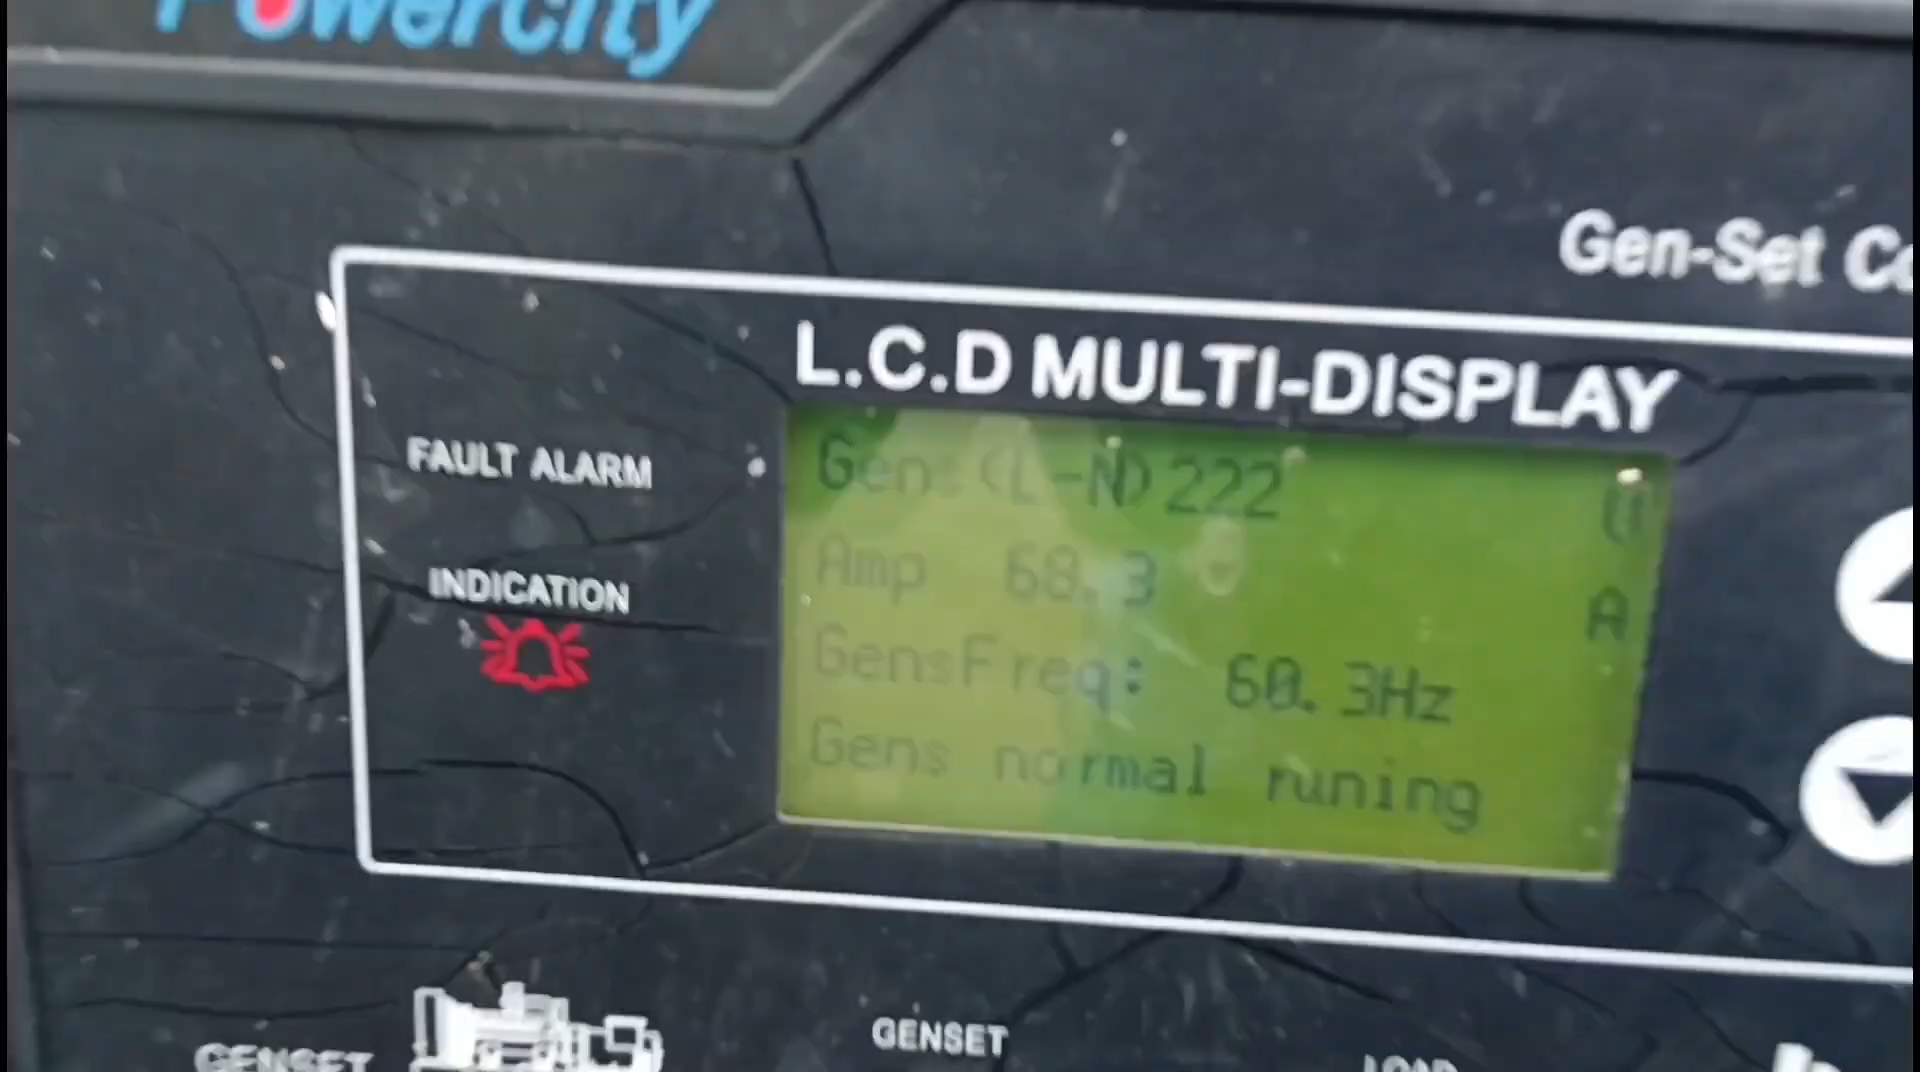 Powercity
Gen-Set
L.C.D MULTI-DISPLAY
FAULT ALARM
INDICATION
Gen:(L-N)222
Amp 68.3 A
GensFreq: 60.3Hz
Gens normal runing
GENSET
GENSET
LOAD